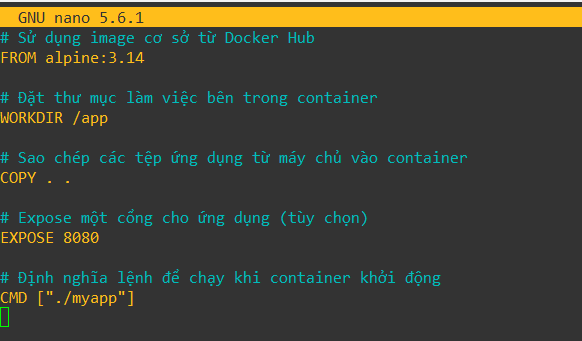 GNU nano 5.6.1
# Sử dụng image cơ sở từ Docker Hub
FROM alpine:3.14
# Đặt thư mục làm việc bên trong container
WORKDIR /app
# Sao chép các tệp ứng dụng từ máy chủ vào container
COPY . .
# Expose một cổng cho ứng dụng (tùy chọn)
EXPOSE 8080
# Định nghĩa lệnh để chạy khi container khởi động
CMD ["./myapp"]